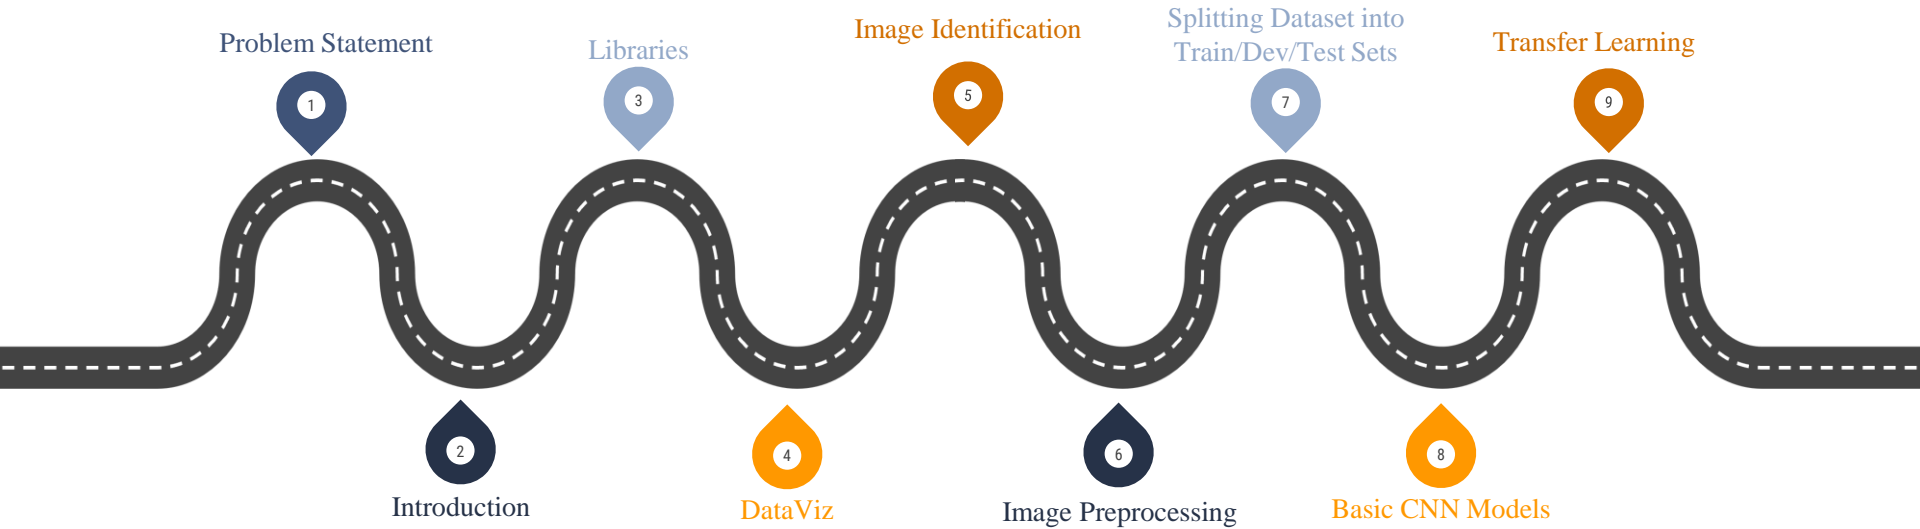 Problem Statement
1
2
Introduction
Libraries
3
4
DataViz
Image Identification
5
6
Image Preprocessing
Splitting Dataset into
Train/Dev/Test Sets
7
8
Basic CNN Models
Transfer Learning
9